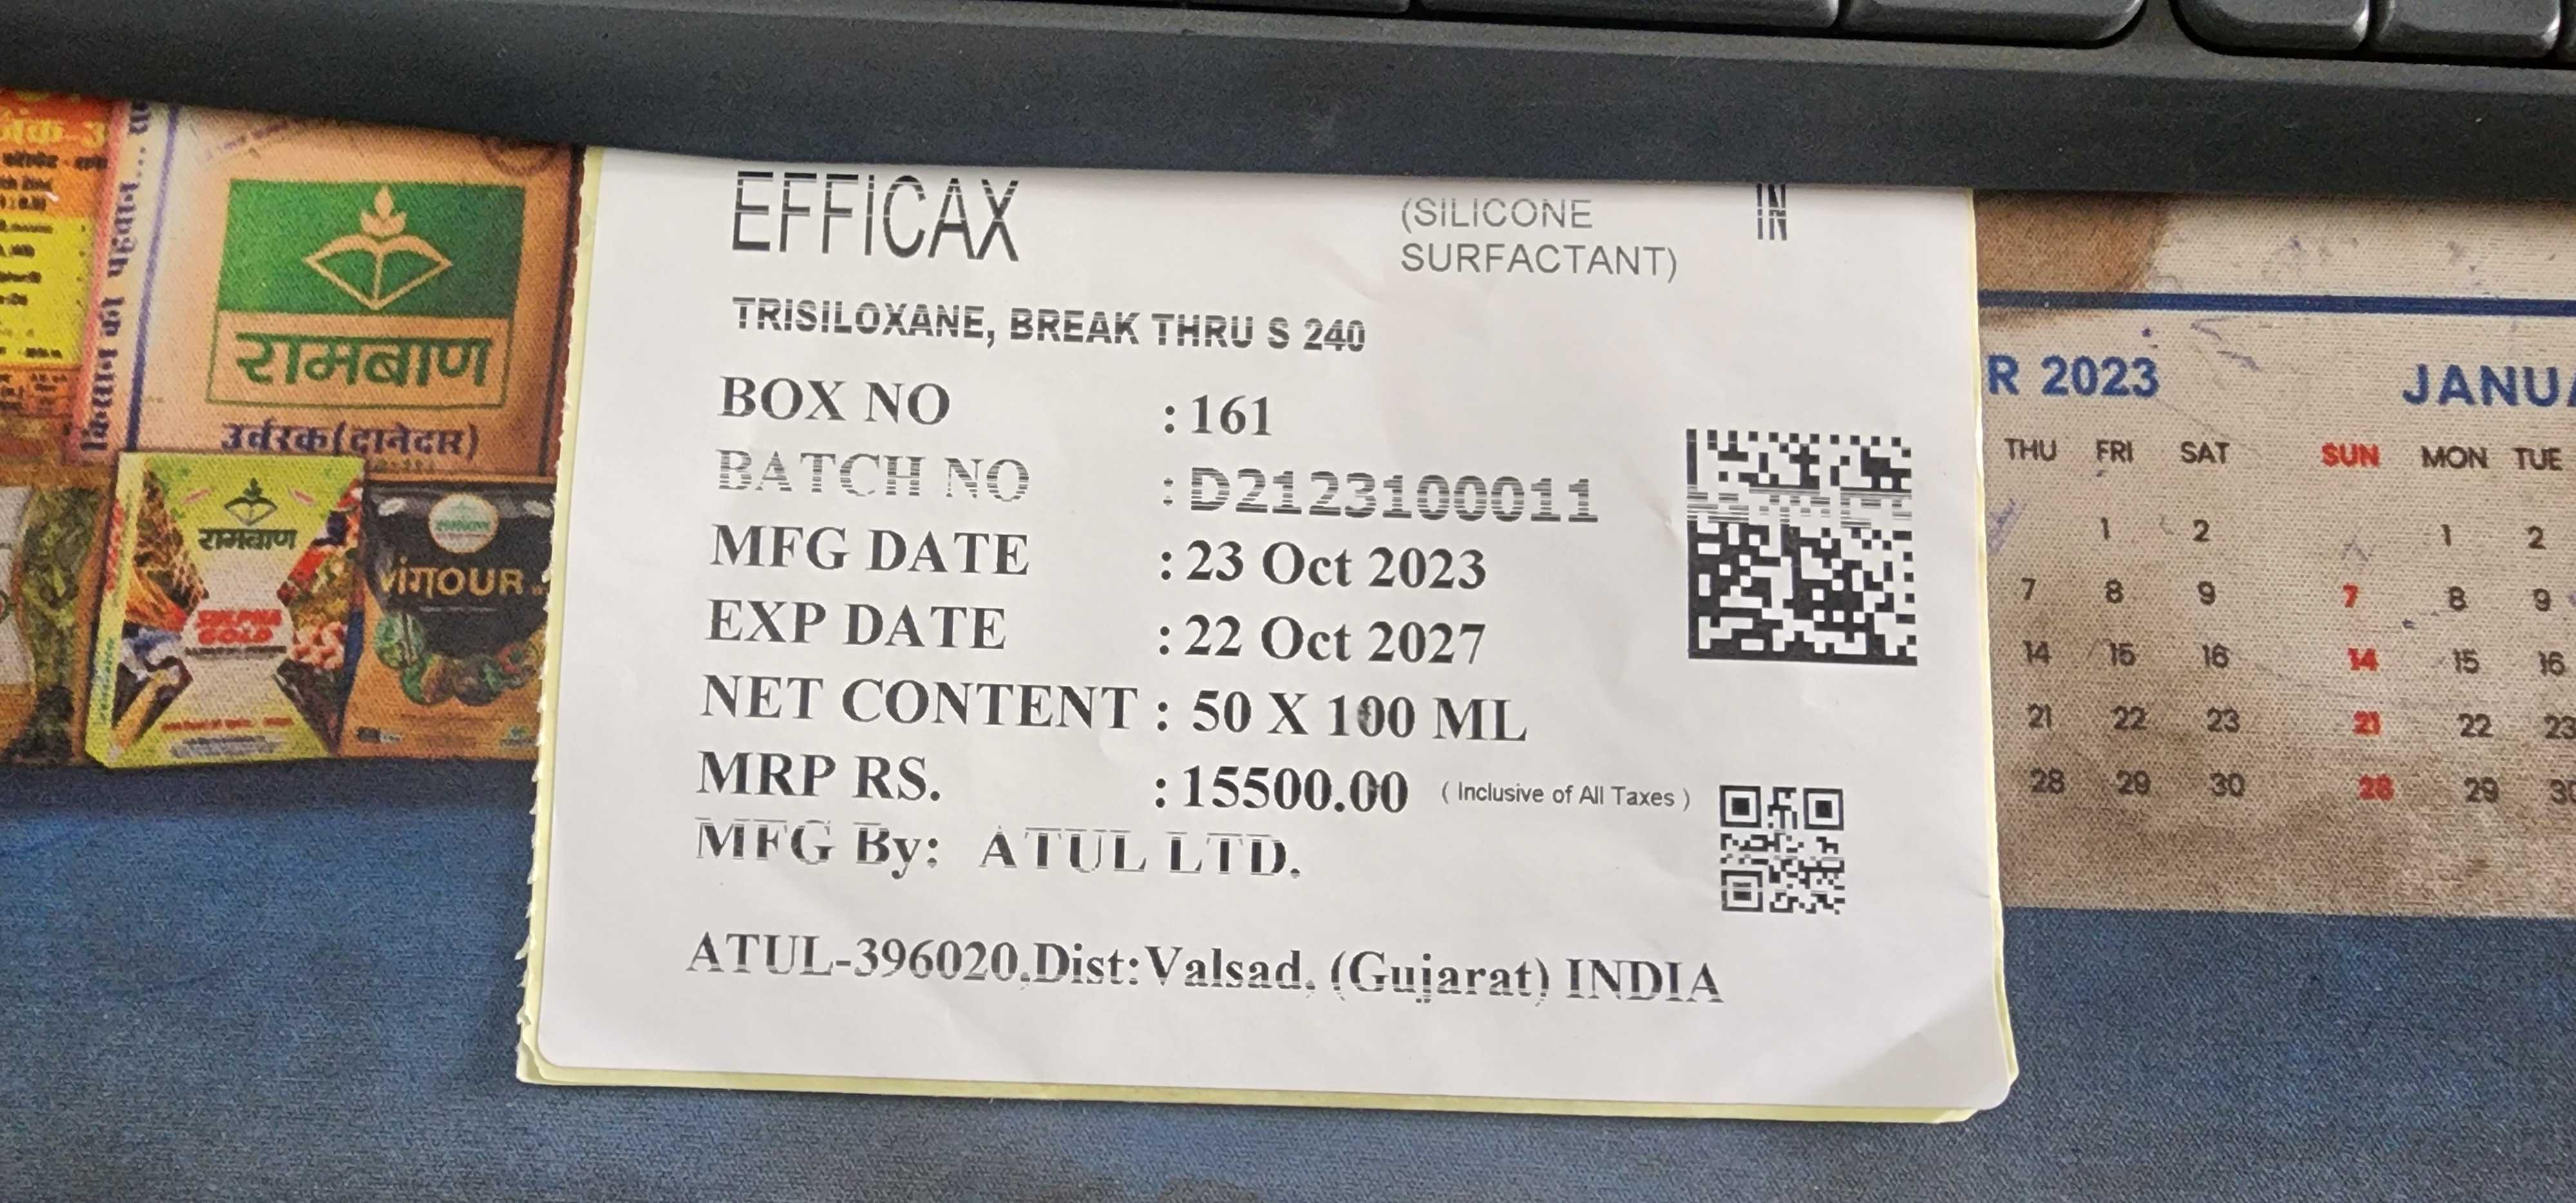 EFFICAX
(SILICONE
SURFACTANT)
IN
TRISILOXANE, BREAK THRU S 240
BOX NO : 161
BATCH NO : D2123100011
MFG DATE : 23 Oct 2023
EXP DATE : 22 Oct 2027
NET CONTENT : 50 X 100 ML
MRP RS. : 15500.00 ( Inclusive of All Taxes )
MFG By: ATUL LTD.
ATUL-396020,Dist:Valsad, (Gujarat) INDIA
किसान की पहचान...
रामबाण
उर्वरक(दानेदार)
रामबाण
GOLD
VIGOUR
R 2023
THU FRI SAT
1 2
7 8 9
14 15 16
21 22 23
28 29 30
JANUA
SUN MON TUE
1 2
7 8 9
14 15 16
21 22 23
28 29 30